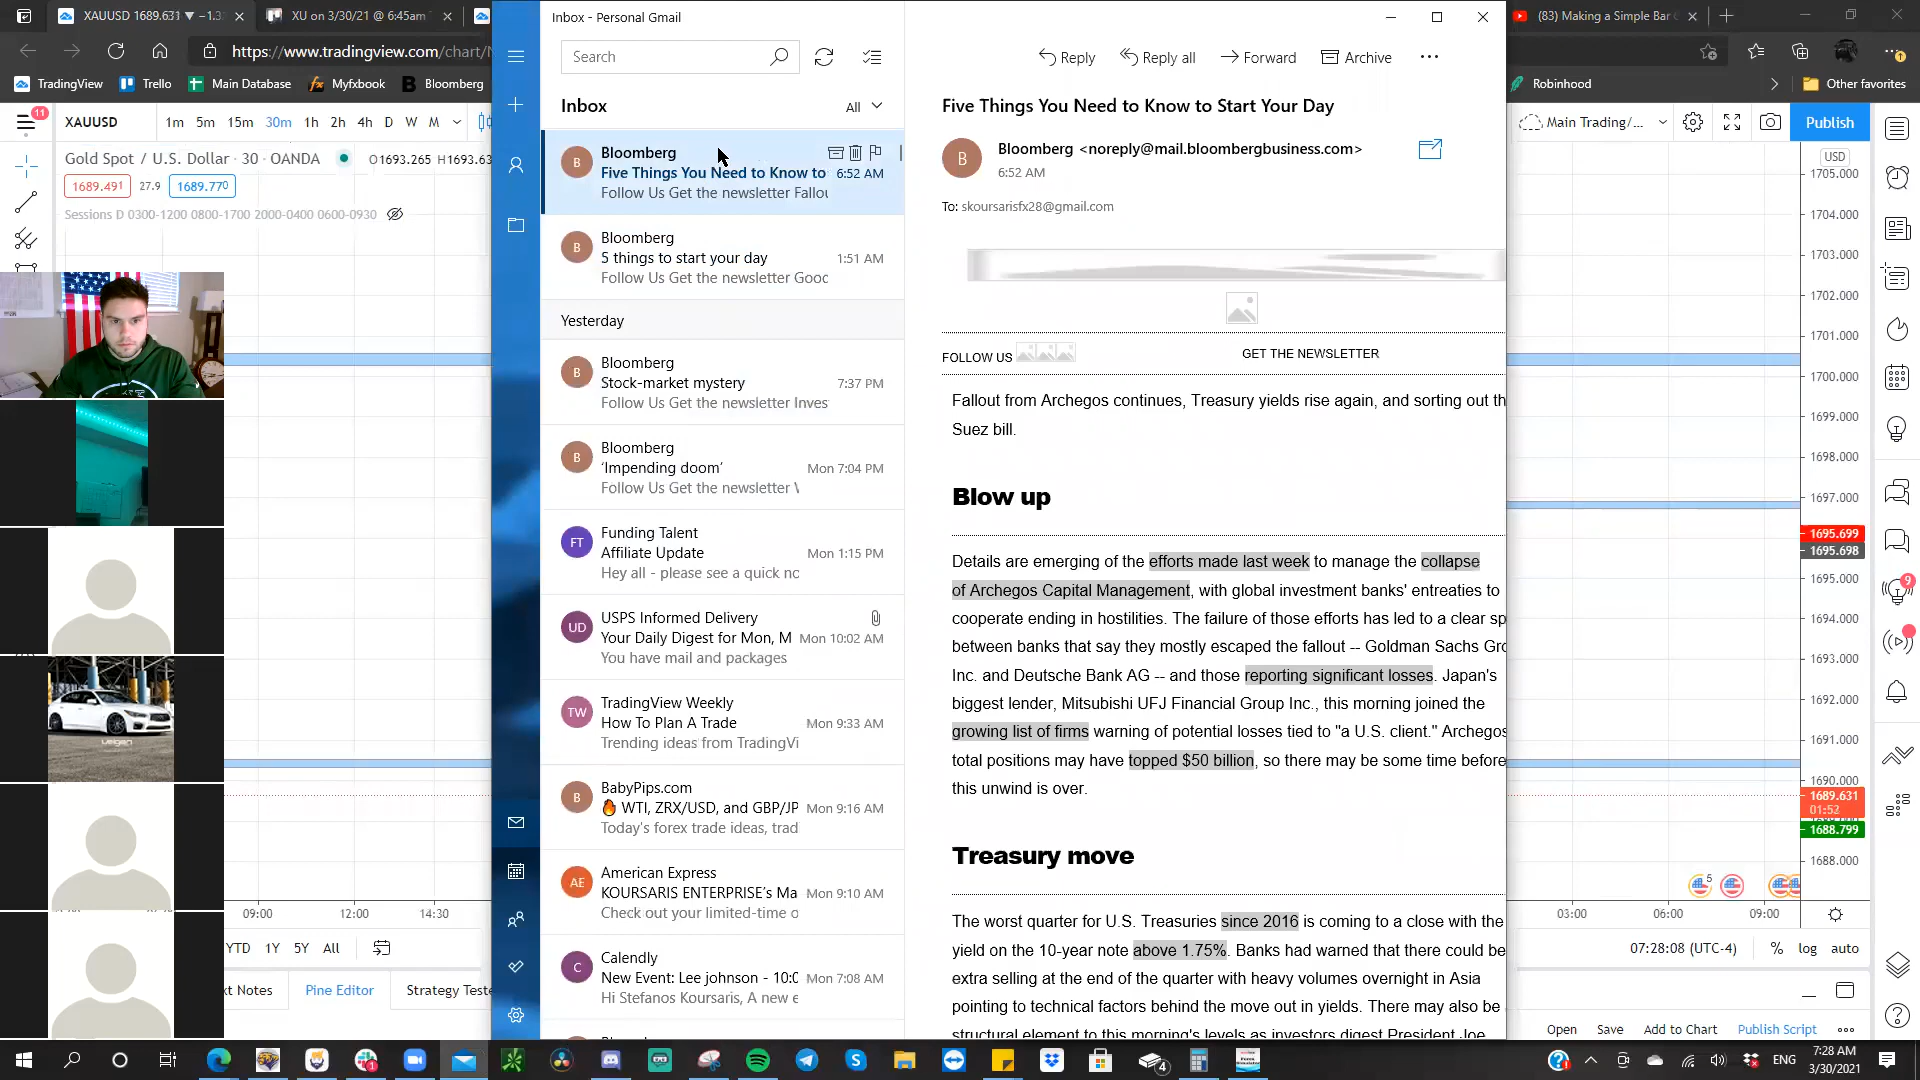 XAUUSD 1689.631 ▼ −1.3
XU on 3/30/21 @ 6:45am
(83) Making a Simple Bar
https://www.tradingview.com/chart/
TradingView
Trello
Main Database
Myfxbook
Bloomberg
Robinhood
Other favorites
11
XAUUSD
1m 5m 15m 30m 1h 2h 4h D W M
Main Trading/...
Publish
Gold Spot / U.S. Dollar · 30 · OANDA
O1693.265 H1693.63
1689.491 27.9 1689.770
Sessions D 0300-1200 0800-1700 2000-0400 0600-0930
Inbox - Personal Gmail
Search
Inbox
All
B
Bloomberg
Five Things You Need to Know to
6:52 AM
Follow Us Get the newsletter Fallou
B
Bloomberg
5 things to start your day
1:51 AM
Follow Us Get the newsletter Gooc
Yesterday
B
Bloomberg
Stock-market mystery
7:37 PM
Follow Us Get the newsletter Inves
B
Bloomberg
‘Impending doom’
Mon 7:04 PM
Follow Us Get the newsletter
FT
Funding Talent
Affiliate Update
Mon 1:15 PM
Hey all - please see a quick no
UD
USPS Informed Delivery
Your Daily Digest for Mon, M
Mon 10:02 AM
You have mail and packages
TW
TradingView Weekly
How To Plan A Trade
Mon 9:33 AM
Trending ideas from TradingVi
B
BabyPips.com
🔥 WTI, ZRX/USD, and GBP/JP
Mon 9:16 AM
Today's forex trade ideas, trad
AE
American Express
KOURSARIS ENTERPRISE's Ma
Mon 9:10 AM
Check out your limited-time o
C
Calendly
New Event: Lee johnson - 10:0
Mon 7:08 AM
Hi Stefanos Koursaris, A new e
Reply
Reply all
Forward
Archive
Five Things You Need to Know to Start Your Day
B
Bloomberg <noreply@mail.bloombergbusiness.com>
6:52 AM
To: skoursarisfx28@gmail.com
FOLLOW US
GET THE NEWSLETTER
Fallout from Archegos continues, Treasury yields rise again, and sorting out th
Suez bill.
Blow up
Details are emerging of the efforts made last week to manage the collapse
of Archegos Capital Management, with global investment banks' entreaties to
cooperate ending in hostilities. The failure of those efforts has led to a clear sp
between banks that say they mostly escaped the fallout -- Goldman Sachs Gro
Inc. and Deutsche Bank AG -- and those reporting significant losses. Japan's
biggest lender, Mitsubishi UFJ Financial Group Inc., this morning joined the
growing list of firms warning of potential losses tied to "a U.S. client." Archegos
total positions may have topped $50 billion, so there may be some time before
this unwind is over.
Treasury move
The worst quarter for U.S. Treasuries since 2016 is coming to a close with the
yield on the 10-year note above 1.75%. Banks had warned that there could be
extra selling at the end of the quarter with heavy volumes overnight in Asia
pointing to technical factors behind the move out in yields. There may also be
structural element to this morning's levels as investors digest President Joe
USD
1705.000
1704.000
1703.000
1702.000
1701.000
1700.000
1699.000
1698.000
1697.000
1695.699
1695.698
1695.000
1694.000
1693.000
1692.000
1691.000
1690.000
1689.631
01:52
1688.799
1688.000
9
5
09:00 12:00 14:30
03:00 06:00 09:00
YTD 1Y 5Y All
07:28:08 (UTC-4) % log auto
xt Notes
Pine Editor
Strategy Teste
Open Save Add to Chart Publish Script
4
ENG
7:28 AM
3/30/2021